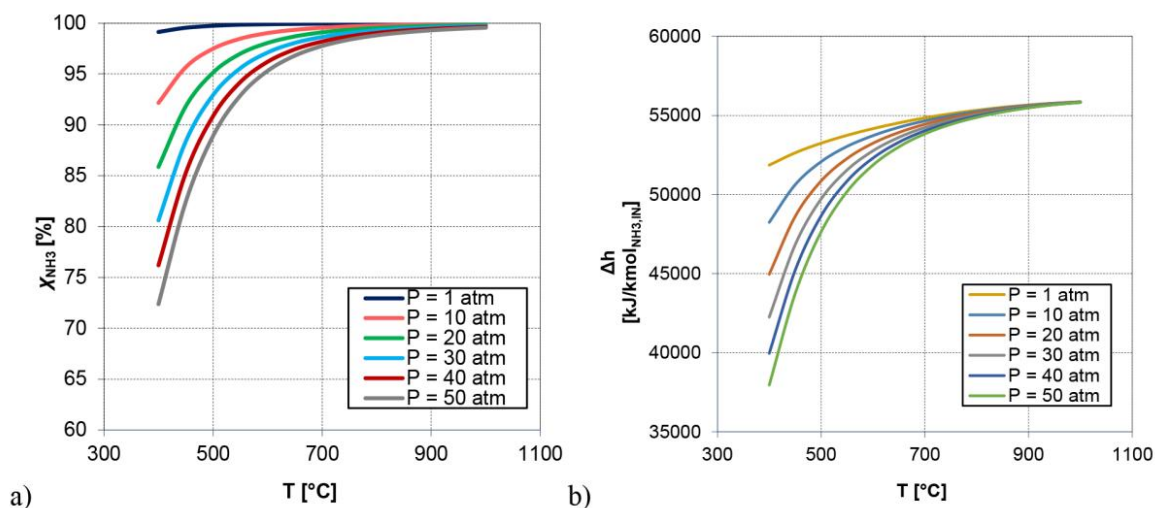 100
95
90
85
80
75
70
65
60
X_NH3 [%]
300 500 700 900 1100
T [°C]
P = 1 atm
P = 10 atm
P = 20 atm
P = 30 atm
P = 40 atm
P = 50 atm
a)
60000
55000
50000
45000
40000
35000
Δh
[kJ/kmol_NH3,IN]
300 500 700 900 1100
T [°C]
P = 1 atm
P = 10 atm
P = 20 atm
P = 30 atm
P = 40 atm
P = 50 atm
b)